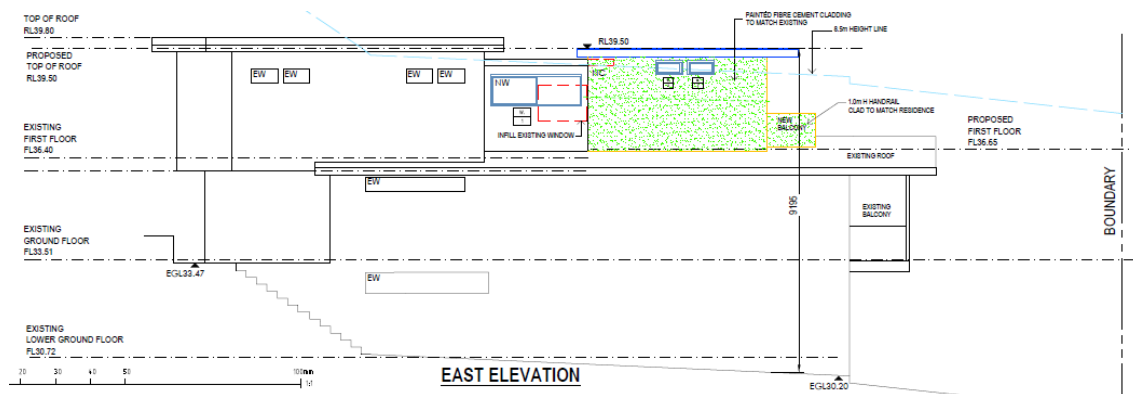 TOP OF ROOF
RL39.80
PROPOSED
TOP OF ROOF
RL39.50
EXISTING
FIRST FLOOR
FL36.40
EXISTING
GROUND FLOOR
FL33.51
EXISTING
LOWER GROUND FLOOR
FL30.72
EW
EW
EW
EW
NW
INFILL EXISTING WINDOW
RL39.50
PAINTED FIBRE CEMENT CLADDING
TO MATCH EXISTING
8.5m HEIGHT LINE
1.0m H HANDRAIL
CLAD TO MATCH RESIDENCE
NEW
BALCONY
PROPOSED
FIRST FLOOR
FL36.65
EXISTING ROOF
EW
EXISTING
BALCONY
9195
BOUNDARY
EGL33.47
EW
EGL30.20
20 30 40 50 100mm
1:1
EAST ELEVATION